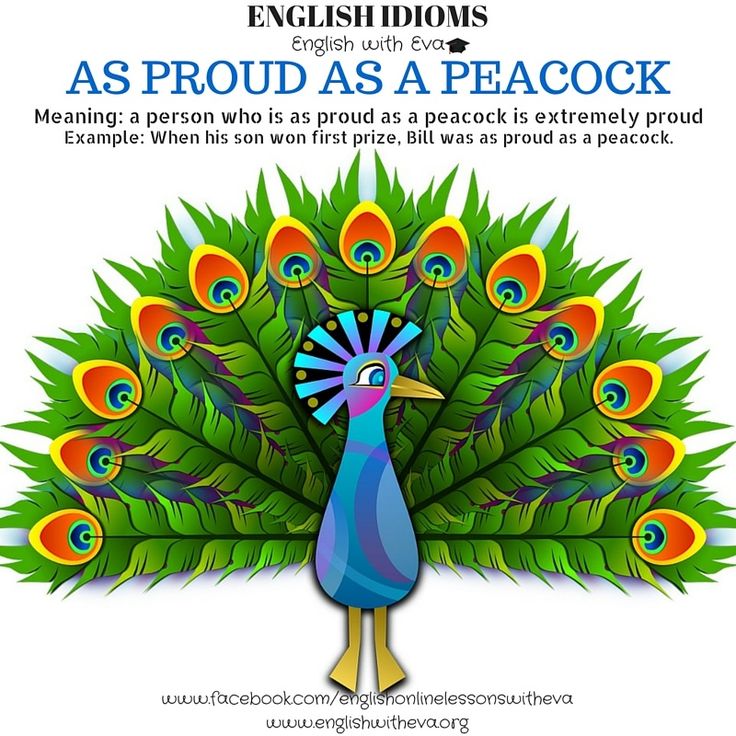 ENGLISH IDIOMS
English with Eva
AS PROUD AS A PEACOCK
Meaning: a person who is as proud as a peacock is extremely proud
Example: When his son won first prize, Bill was as proud as a peacock.
www.facebook.com/englishonlinelessonswitheva
www.englishwitheva.org